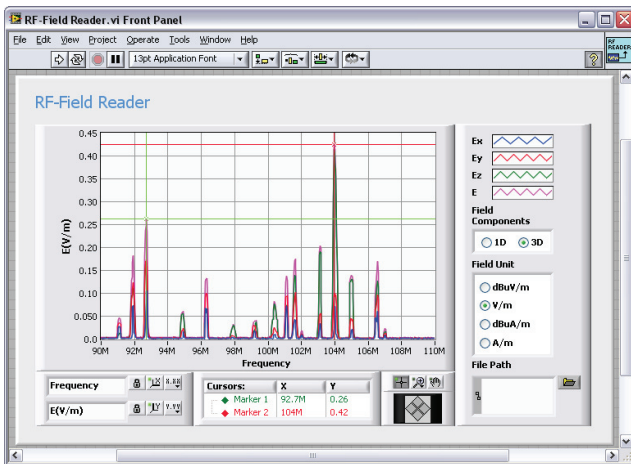 RF-Field Reader.vi Front Panel
File Edit View Project Operate Tools Window Help
13pt Application Font
?
RF READER
RF-Field Reader
0.45
0.40
0.35
0.30
0.25
0.20
0.15
0.10
0.050
0.0
E(V/m)
90M 92M 94M 96M 98M 100M 102M 104M 106M 108M 110M
Frequency
Ex
Ey
Ez
E
Field Components
1D 3D
Field Unit
dBuV/m
V/m
dBuA/m
A/m
File Path
Frequency
E(V/m)
Cursors: X Y
Marker 1 92.7M 0.26
Marker 2 104M 0.42